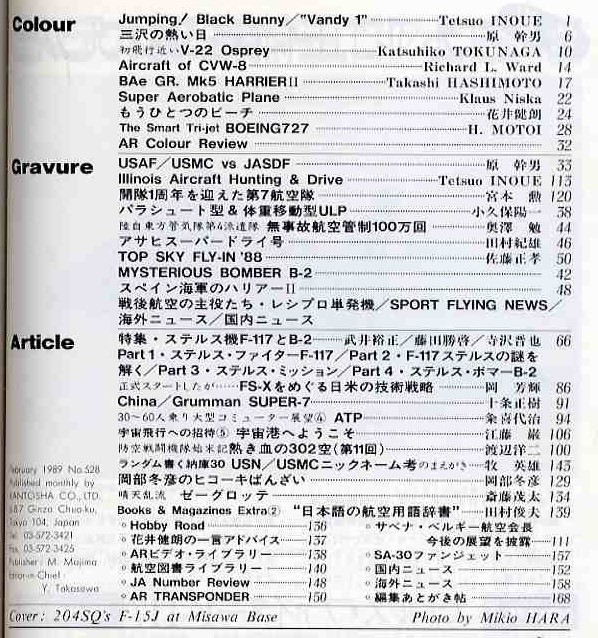 Colour
Jumping! Black Bunny/"Vandy 1" Tetsuo INOUE 1
三沢の熱い日 原 幹男 6
初飛行近いV-22 Osprey Katsuhiko TOKUNAGA 10
Aircraft of CVW-8 Richard L. Ward 14
BAe GR. Mk5 HARRIERⅡ Takashi HASHIMOTO 17
Super Aerobatic Plane Klaus Niska 22
もうひとつのビーチ 花井健朗 24
The Smart Tri-jet BOEING727 H. MOTOI 28
AR Colour Review 32
Gravure
USAF/USMC vs JASDF 原 幹男 33
Illinois Aircraft Hunting & Drive Tetsuo INOUE 113
開隊1周年を迎えた第7航空隊 宮本 勲 120
パラシュート型&体重移動型ULP 小久保陽一 38
陸自東方管気隊第4派遣隊 無事故航空管制100万回 奥澤 勉 44
アサヒスーパードライ号 田村紀雄 46
TOP SKY FLY-IN '88 佐藤正孝 50
MYSTERIOUS BOMBER B-2 42
スペイン海軍のハリアーⅡ 48
戦後航空の主役たち・レシプロ単発機/SPORT FLYING NEWS/
海外ニュース/国内ニュース
Article
特集・ステルス機F-117とB-2 武井裕正/藤田勝啓/寺沢晋也 66
Part 1・ステルス・ファイターF-117/Part 2・F-117ステルスの謎を
解く/Part 3・ステルス・ミッション/Part 4・ステルス・ボマーB-2
正式スタートしたが……FS-Xをめぐる日米の技術戦略 岡 芳輝 86
China/Grumman SUPER-7 十条正樹 91
30~60人乗り大型コミューター展望④ ATP 粂喜代治 94
宇宙飛行への招待⑤ 宇宙港へようこそ 江藤 巌 106
防空戦闘機隊始末記 熱き血の302空(第11回) 渡辺洋二 100
ランダム書く納庫30 USN/USMCニックネーム考のまえがき 牧 英雄 143
岡部冬彦のヒコーキばんざい 岡部冬彦 129
晴天乱流 ゼーグロッテ 斎藤茂太 134
Books & Magazines Extra② "日本語の航空用語辞書" 田村俊夫 139
Hobby Road 136
花井健朗の一言アドバイス 137
ARビデオ・ライブラリー 138
航空図書ライブラリー 140
JA Number Review 148
AR TRANSPONDER 150
サベナ・ベルギー航空会長
今後の展望を披露 111
SA-30ファンジェット 157
国内ニュース 152
海外ニュース 158
編集あとがき帖 168
February 1989 No.528
Published monthly by
KANTOSHA CO., LTD.
687 Ginza Chuo-ku,
Tokyo 104, Japan
Tel. 03-572-3421
Fax. 03-572-3425
Publisher: M. Majima
Editor-in-Chief:
Y. Takasawa
Cover: 204SQ's F-15J at Misawa Base
Photo by Mikio HARA